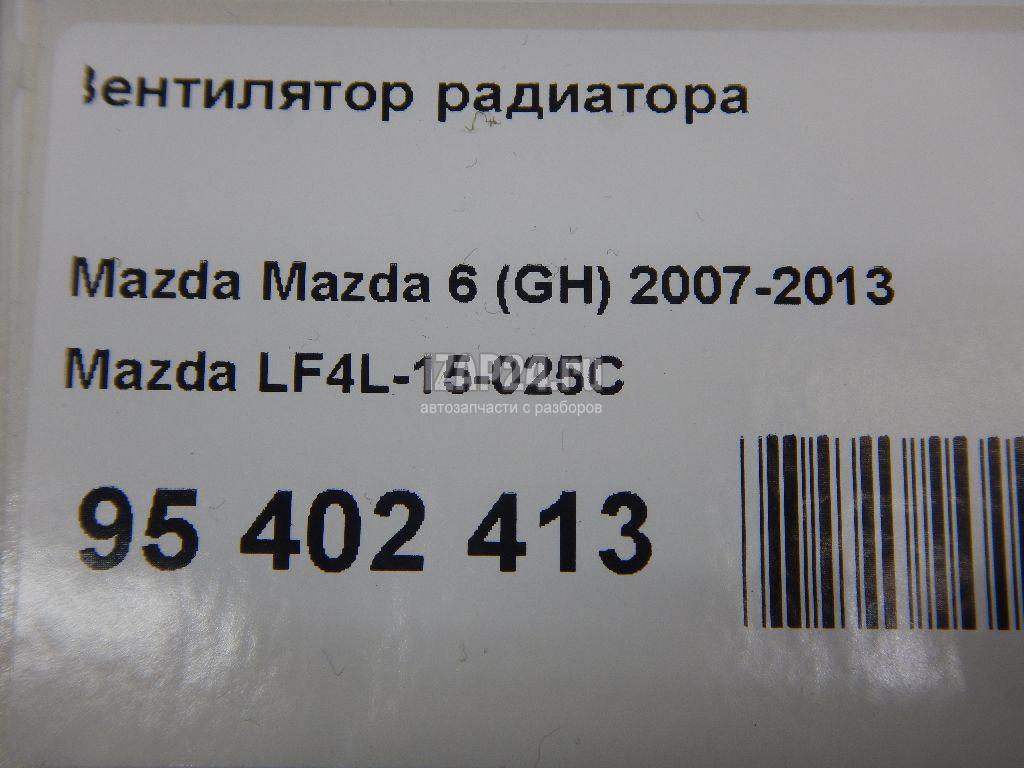 Вентилятор радиатора
Mazda Mazda 6 (GH) 2007-2013
Mazda LF4L-15-025C
автозапчасти с разборов
95 402 413